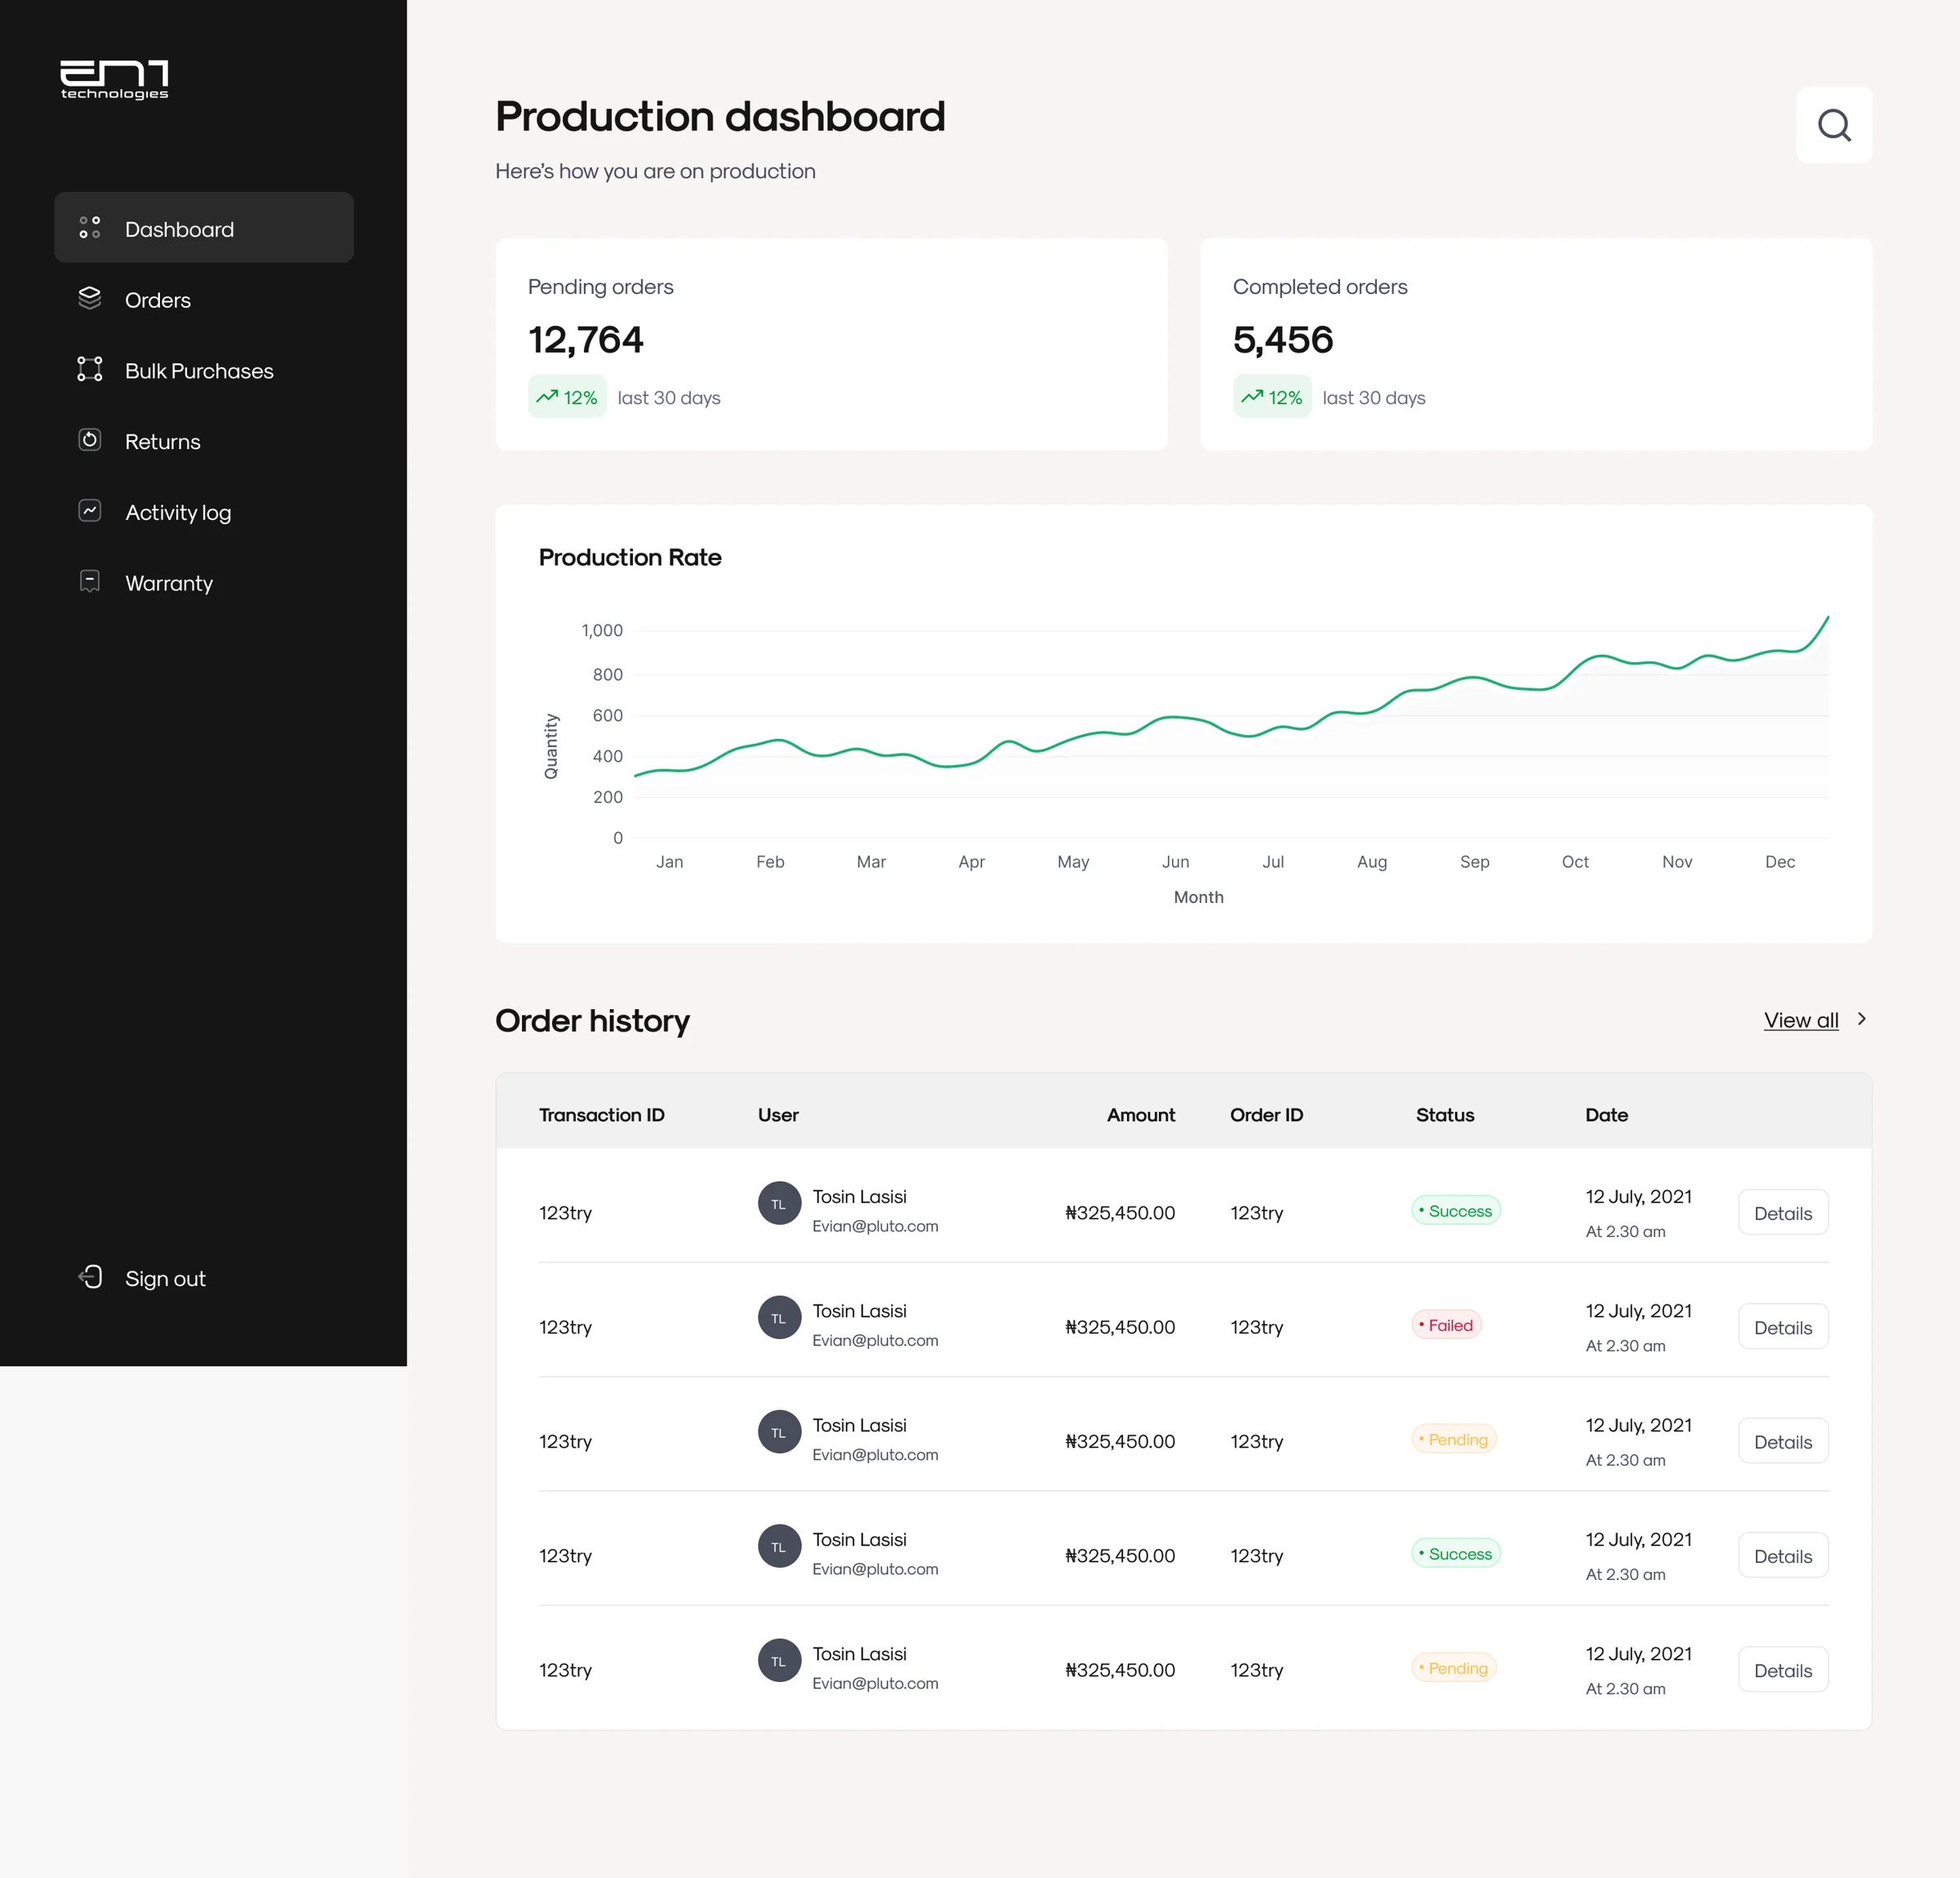 en1
technologies
Dashboard
Orders
Bulk Purchases
Returns
Activity log
Warranty
Sign out
Production dashboard
Here’s how you are on production
Pending orders
12,764
12% last 30 days
Completed orders
5,456
12% last 30 days
Production Rate
1,000
800
600
400
200
0
Quantity
Jan Feb Mar Apr May Jun Jul Aug Sep Oct Nov Dec
Month
Order history
View all
Transaction ID User Amount Order ID Status Date
123try TL Tosin Lasisi ₦325,450.00 123try • Success 12 July, 2021 Details
Evian@pluto.com At 2.30 am
123try TL Tosin Lasisi ₦325,450.00 123try • Failed 12 July, 2021 Details
Evian@pluto.com At 2.30 am
123try TL Tosin Lasisi ₦325,450.00 123try • Pending 12 July, 2021 Details
Evian@pluto.com At 2.30 am
123try TL Tosin Lasisi ₦325,450.00 123try • Success 12 July, 2021 Details
Evian@pluto.com At 2.30 am
123try TL Tosin Lasisi ₦325,450.00 123try • Pending 12 July, 2021 Details
Evian@pluto.com At 2.30 am